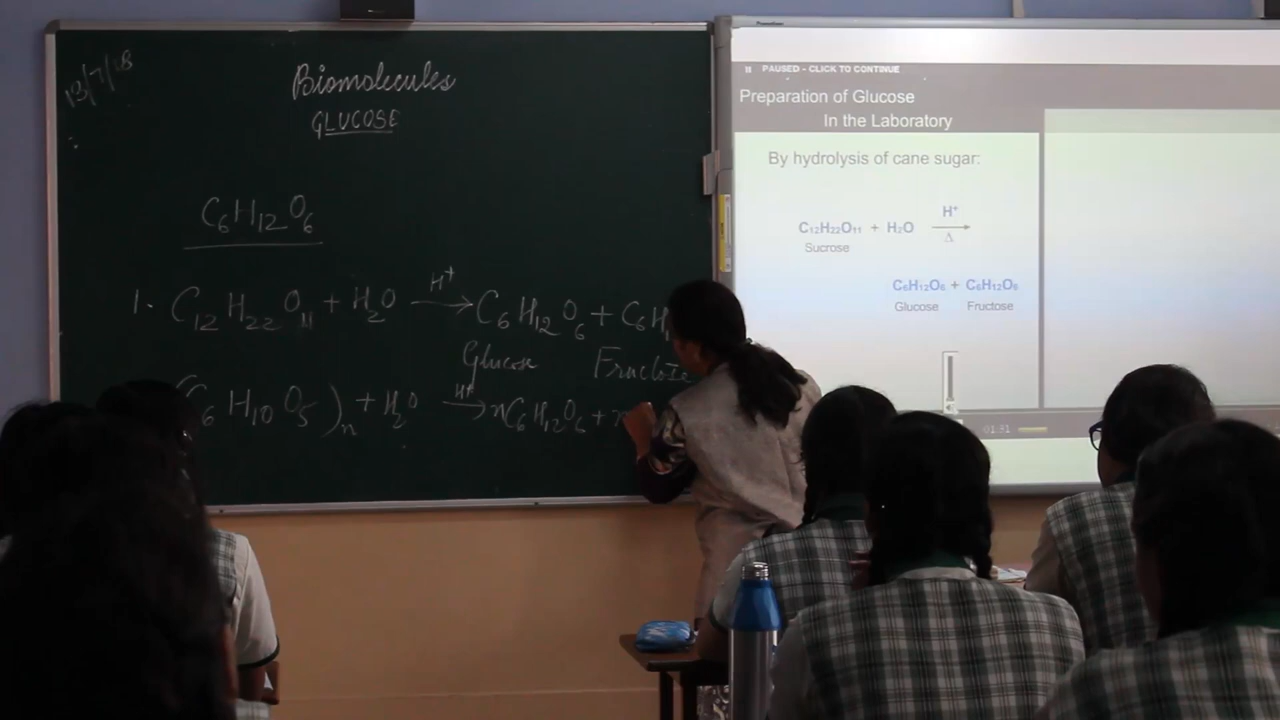 13/7/18
Biomolecules
GLUCOSE
C6H12O6
1. C12H22O11 + H2O H+ → C6H12O6 + C6H
Glucose Fructose
(C6H10O5)n + H2O H+ → nC6H12O6 +
PAUSED – CLICK TO CONTINUE
Preparation of Glucose
In the Laboratory
By hydrolysis of cane sugar:
H+
C12H22O11 + H2O →
Δ
Sucrose
C6H12O6 + C6H12O6
Glucose Fructose
01:31